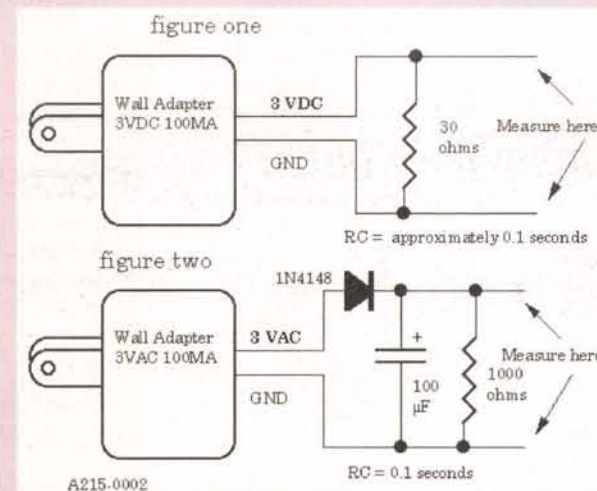 figure one
Wall Adapter
3VDC 100MA
3 VDC
GND
30
ohms
Measure here
RC = approximately 0.1 seconds
figure two
1N4148
Wall Adapter
3VAC 100MA
3 VAC
GND
+
100
µF
1000
ohms
Measure here
RC = 0.1 seconds
A215-0002